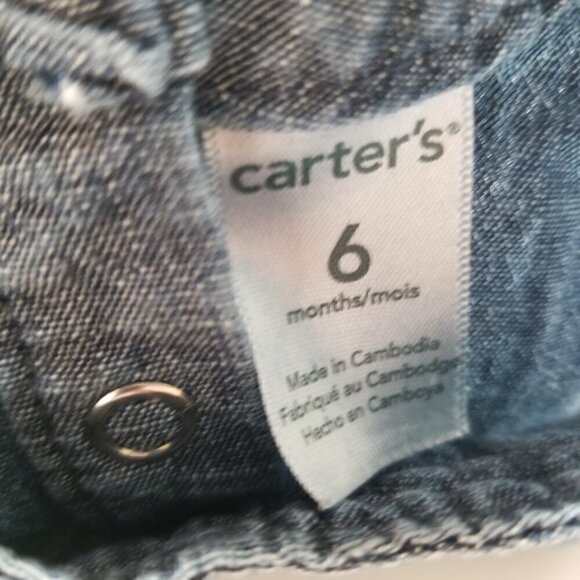 carter's®
6
months/mois
Made in Cambodia
Fabriqué au Cambodge
Hecho en Camboya